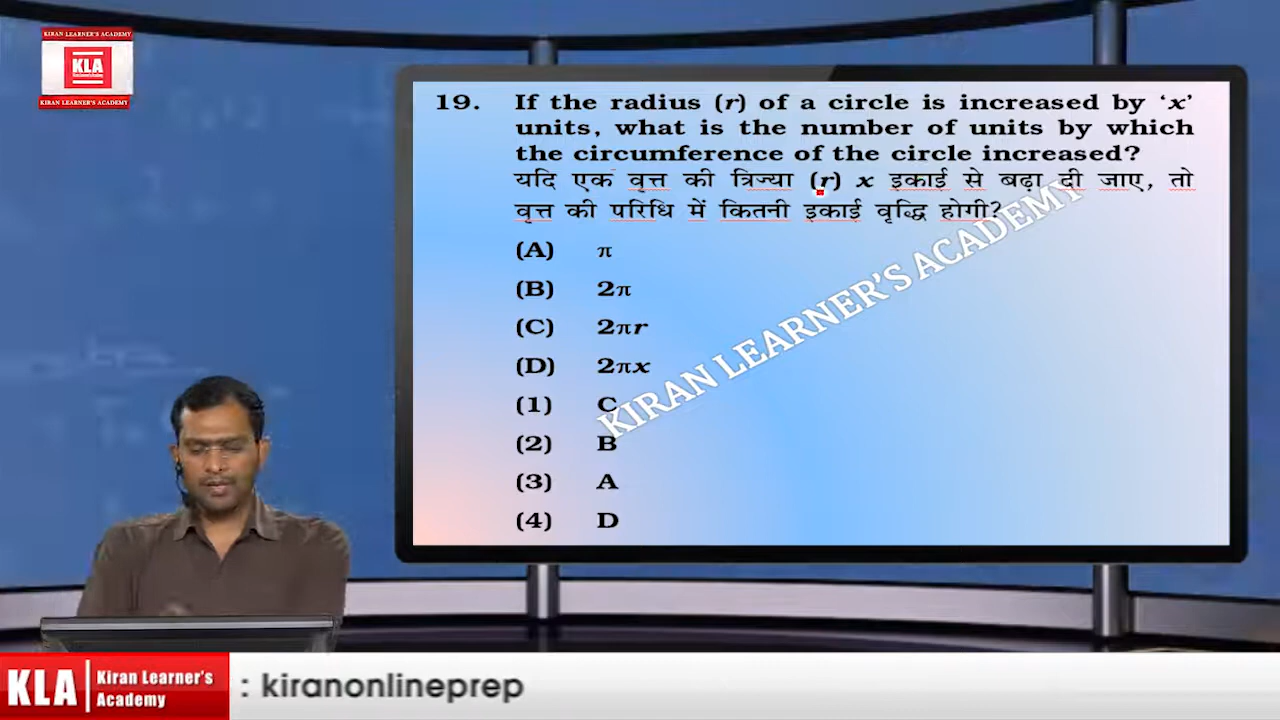 KIRAN LEARNER'S ACADEMY
KLA
KIRAN LEARNER'S ACADEMY
19. If the radius (r) of a circle is increased by ‘x’
units, what is the number of units by which
the circumference of the circle increased?
यदि एक वृत्त की त्रिज्या (r) x इकाई से बढ़ा दी जाए, तो
वृत्त की परिधि में कितनी इकाई वृद्धि होगी?
(A) π
(B) 2π
(C) 2πr
(D) 2πx
(1) C
(2) B
(3) A
(4) D
KIRAN LEARNER'S ACADEMY
KLA Kiran Learner's
Academy
: kiranonlineprep